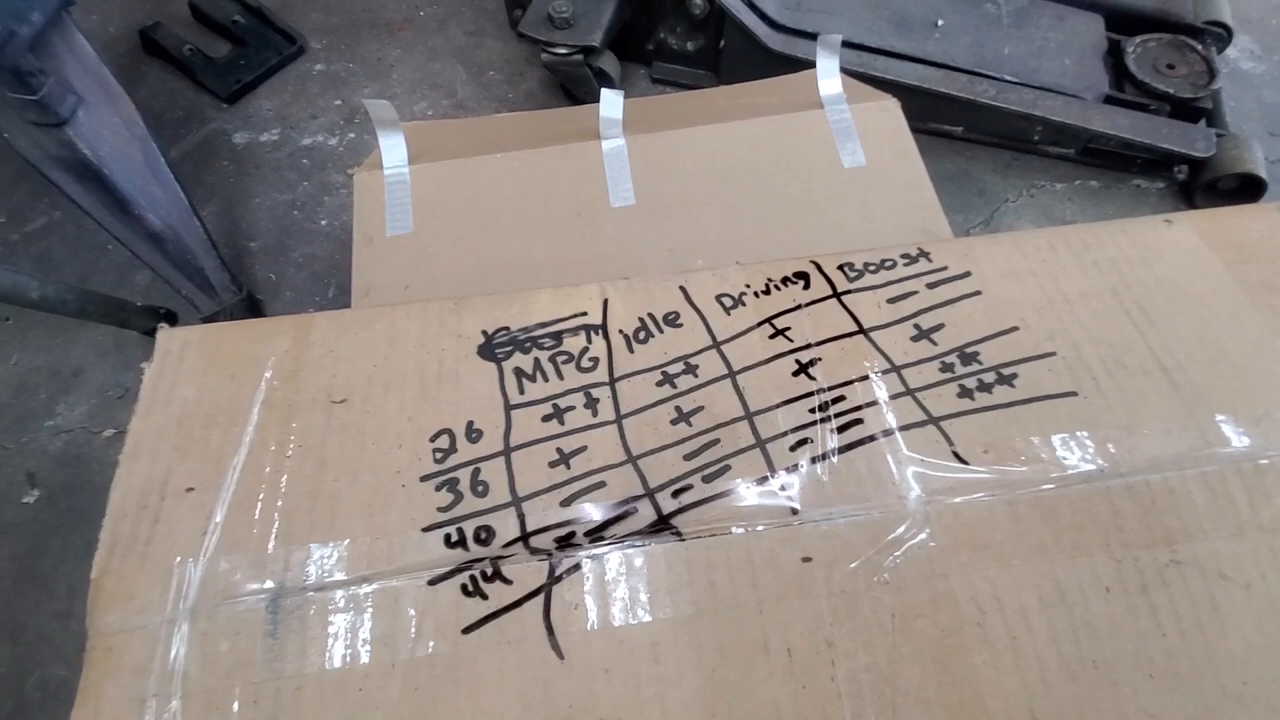 MPG idle Driving Boost
26 ++ ++ + --
36 + + + +
40 - - - ++
44 -- -- -- +++